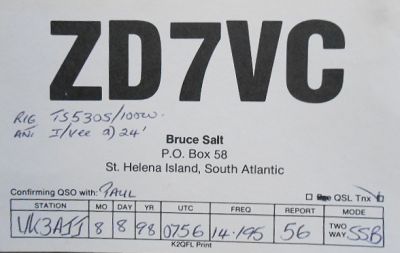 ZD7VC
RIG TS530S/100W.
ANT I/Vee @ 24'
Bruce Salt
P.O. Box 58
St. Helena Island, South Atlantic
Confirming QSO with: PAUL QSL Tnx
STATION MO DAY YR UTC FREQ REPORT MODE
VK3AJJ 8 8 98 0756 14.195 56 TWO WAY SSB
K2QFL Print